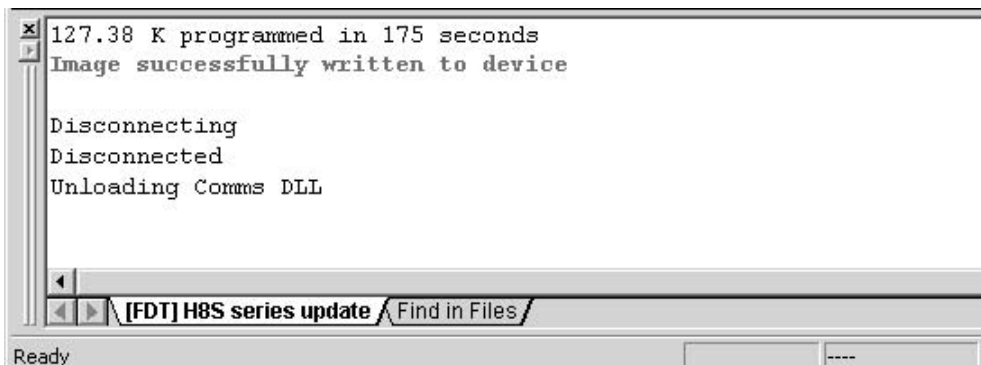 127.38 K programmed in 175 seconds
Image successfully written to device
Disconnecting
Disconnected
Unloading Comms DLL
[FDT] H8S series update Find in Files
Ready ----